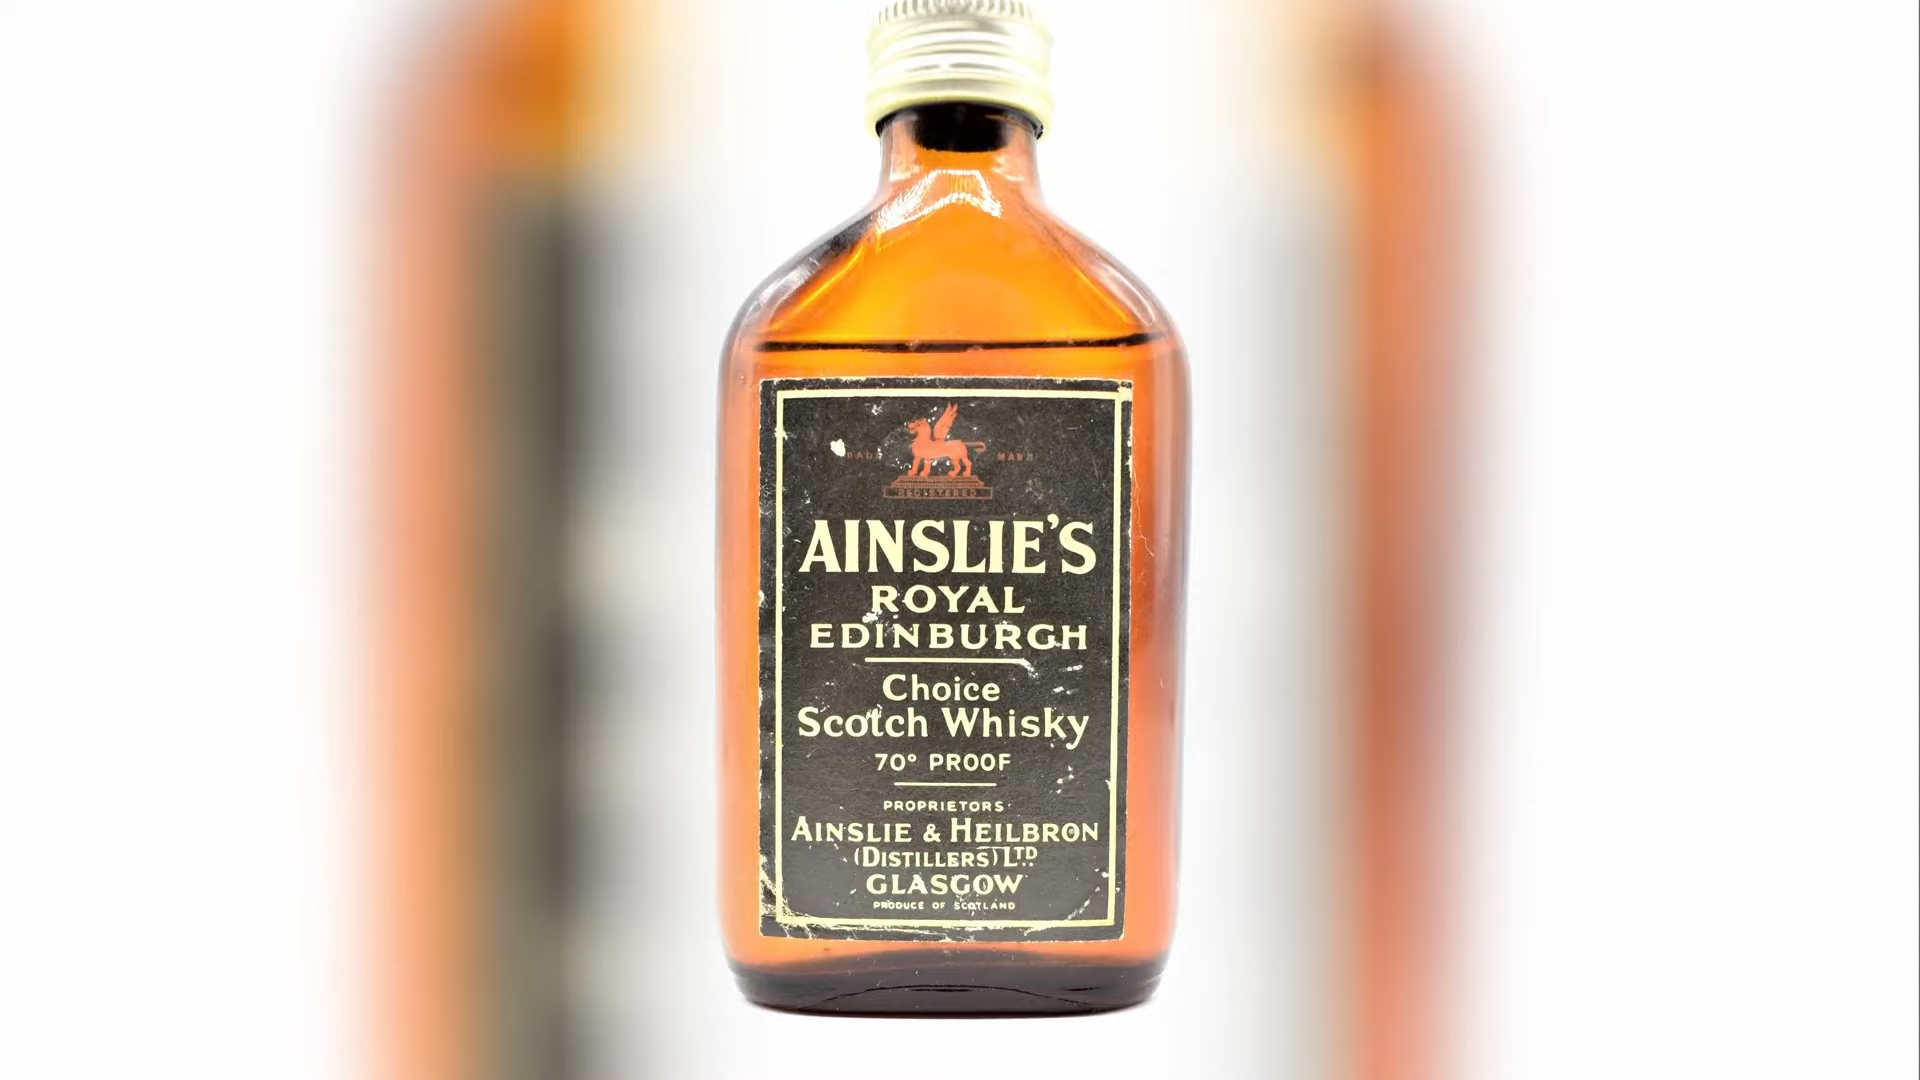 TRADE MARK
REGISTERED
AINSLIE'S
ROYAL
EDINBURGH
Choice
Scotch Whisky
70° PROOF
PROPRIETORS
AINSLIE & HEILBRON
(DISTILLERS) LTD.
GLASGOW
PRODUCE OF SCOTLAND